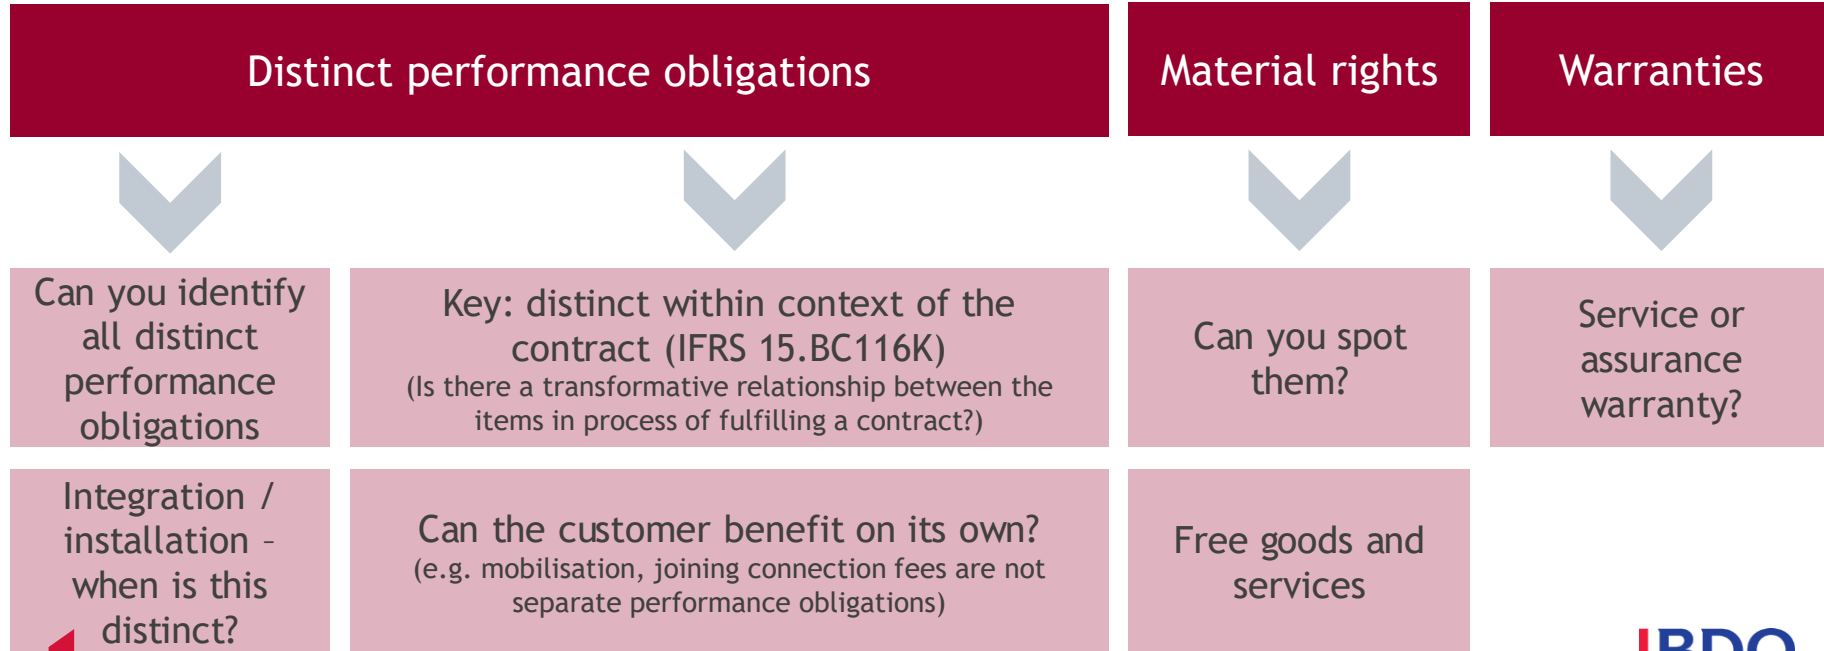 Distinct performance obligations
Material rights
Warranties
Can you identify
all distinct
performance
obligations
Key: distinct within context of the
contract (IFRS 15.BC116K)
(Is there a transformative relationship between the
items in process of fulfilling a contract?)
Can you spot
them?
Service or
assurance
warranty?
Integration /
installation –
when is this
distinct?
Can the customer benefit on its own?
(e.g. mobilisation, joining connection fees are not
separate performance obligations)
Free goods and
services
BDO